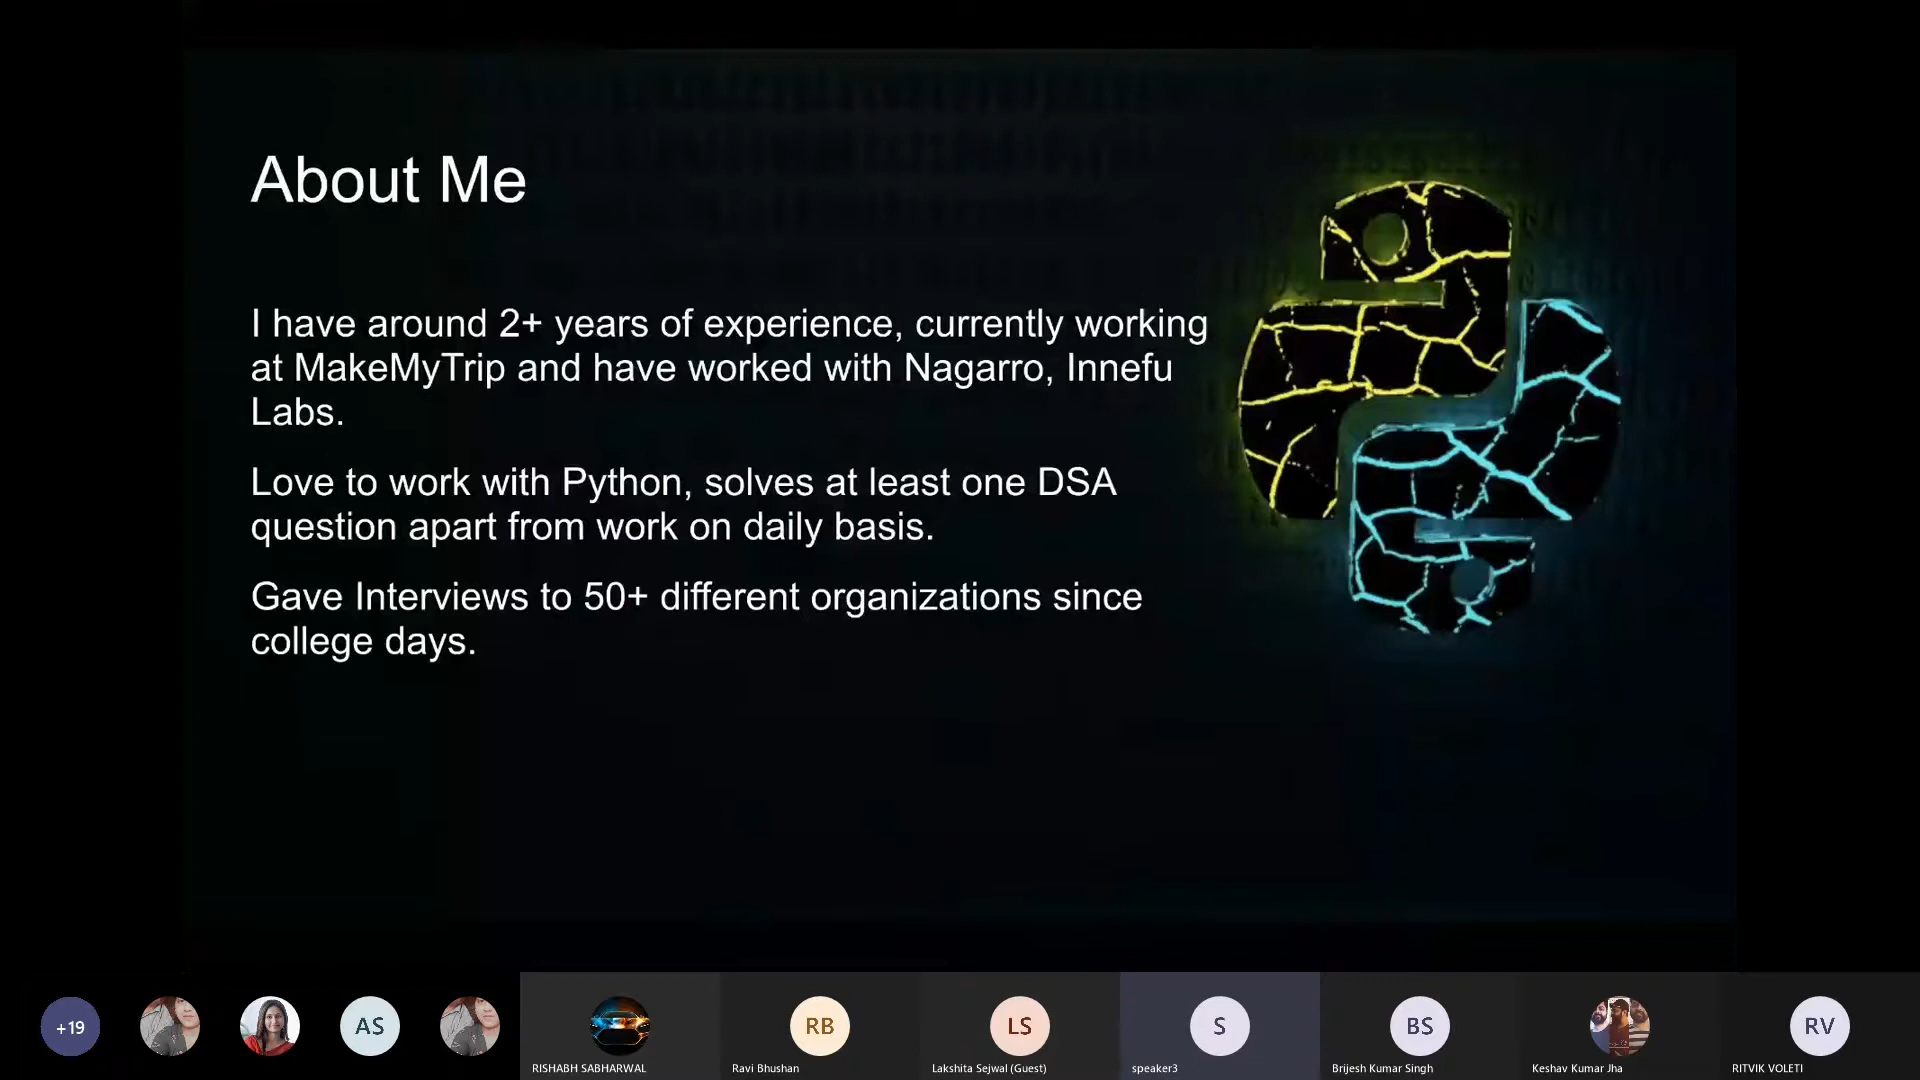 About Me
I have around 2+ years of experience, currently working
at MakeMyTrip and have worked with Nagarro, Innefu
Labs.
Love to work with Python, solves at least one DSA
question apart from work on daily basis.
Gave Interviews to 50+ different organizations since
college days.
+19
AS
RB
LS
S
BS
RV
RISHABH SABHARWAL
Ravi Bhushan
Lakshita Sejwal (Guest)
speaker3
Brijesh Kumar Singh
Keshav Kumar Jha
RITVIK VOLETI